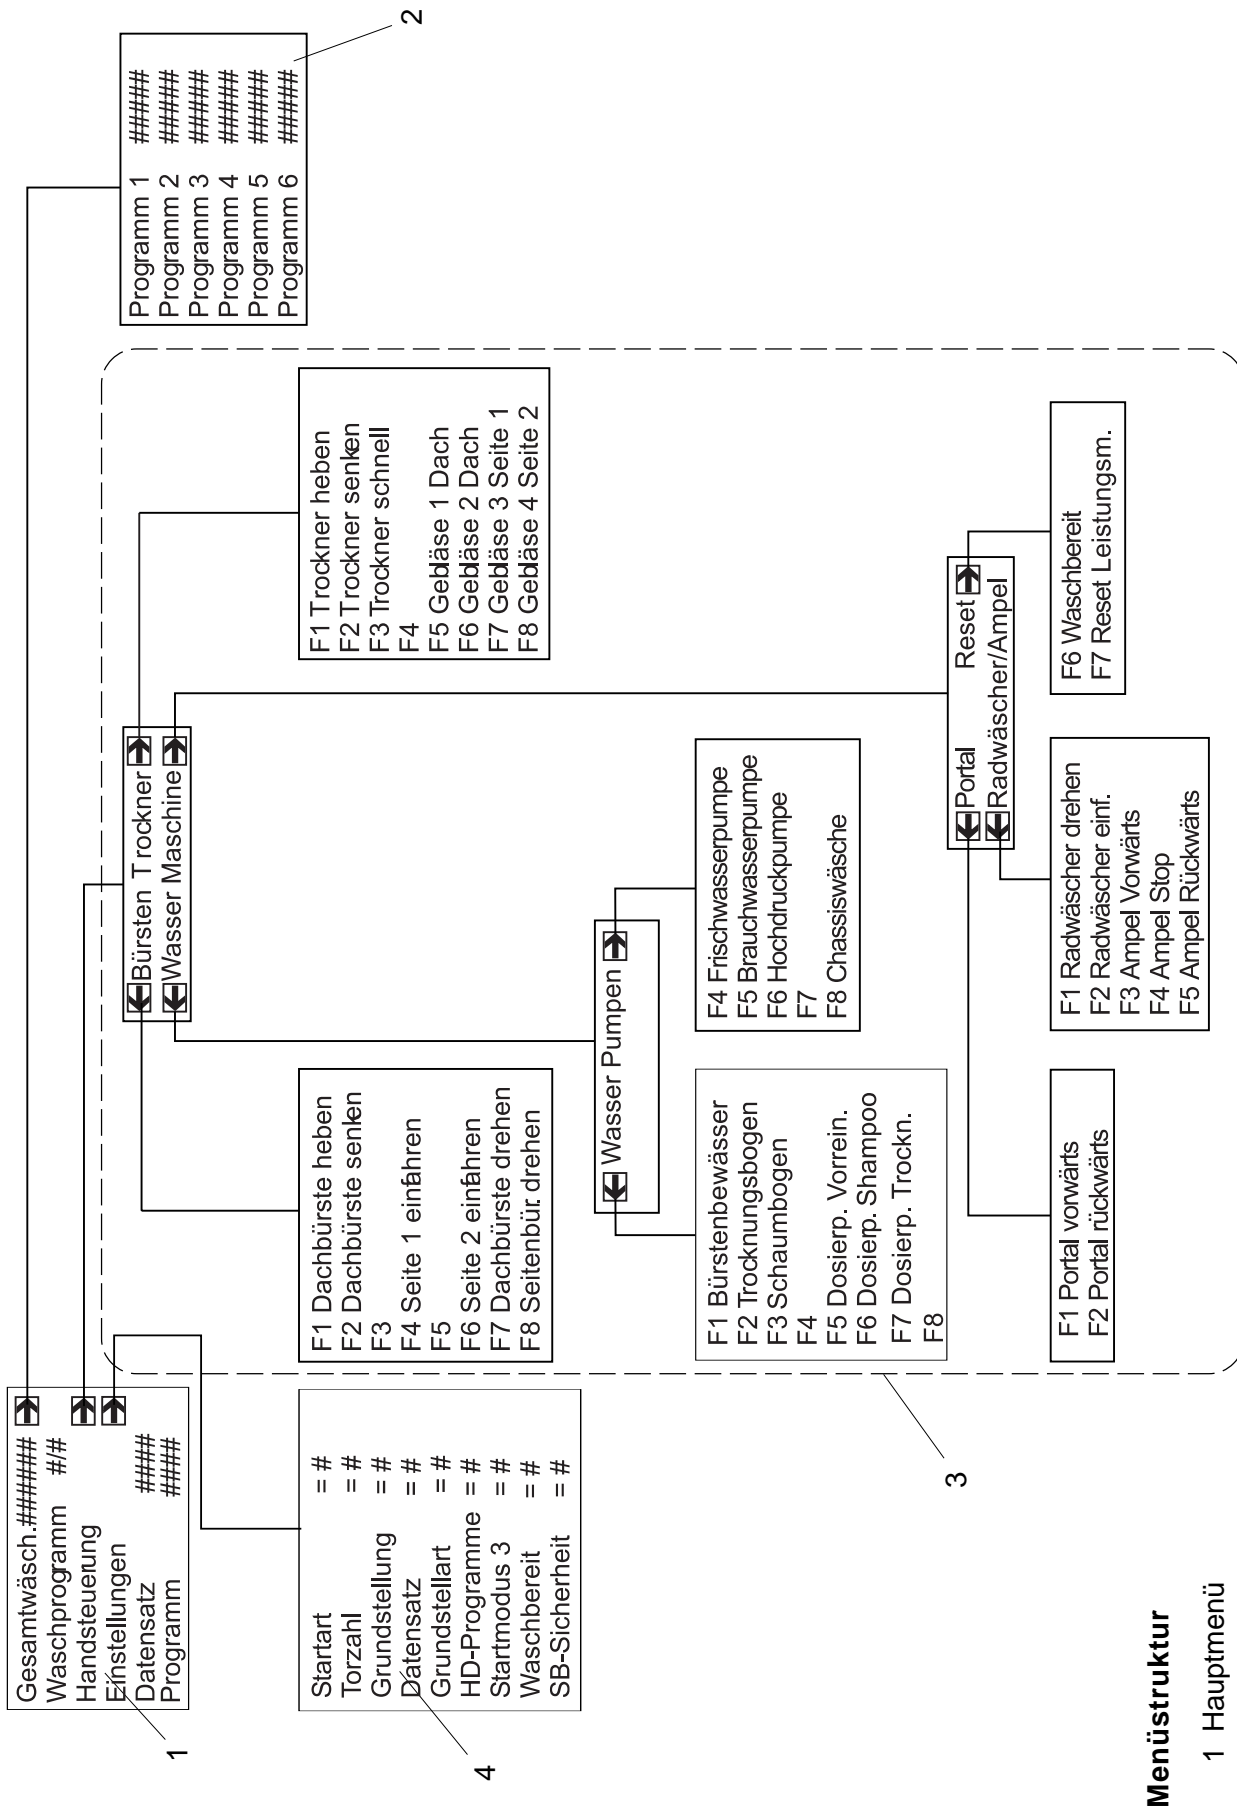 Gesamtwäsch.######
Waschprogramm #/#
Handsteuerung
Einstellungen
Datensatz #####
Programm ####
1
Programm 1 #####
Programm 2 #####
Programm 3 #####
Programm 4 #####
Programm 5 #####
Programm 6 #####
2
Bürsten Trockner
Wasser Maschine
F1 Dachbürste heben
F2 Dachbürste senken
F3
F4 Seite 1 einfahren
F5
F6 Seite 2 einfahren
F7 Dachbürste drehen
F8 Seitenbür. drehen
F1 Trockner heben
F2 Trockner senken
F3 Trockner schnell
F4
F5 Gebläse 1 Dach
F6 Gebläse 2 Dach
F7 Gebläse 3 Seite 1
F8 Gebläse 4 Seite 2
Startart = #
Torzahl = #
Grundstellung = #
Datensatz = #
Grundstellart = #
HD-Programme = #
Startmodus 3 = #
Waschbereit = #
SB-Sicherheit = #
4
Wasser Pumpen
F1 Bürstenbewässer
F2 Trocknungsbogen
F3 Schaumbogen
F4
F5 Dosierp. Vorrein.
F6 Dosierp. Shampoo
F7 Dosierp. Trockn.
F8
F4 Frischwasserpumpe
F5 Brauchwasserpumpe
F6 Hochdruckpumpe
F7
F8 Chassiswäsche
3
Portal Reset
Radwäscher/Ampel
F1 Portal vorwärts
F2 Portal rückwärts
F1 Radwäscher drehen
F2 Radwäscher einf.
F3 Ampel Vorwärts
F4 Ampel Stop
F5 Ampel Rückwärts
F6 Waschbereit
F7 Reset Leistungsm.
Menüstruktur
1 Hauptmenü